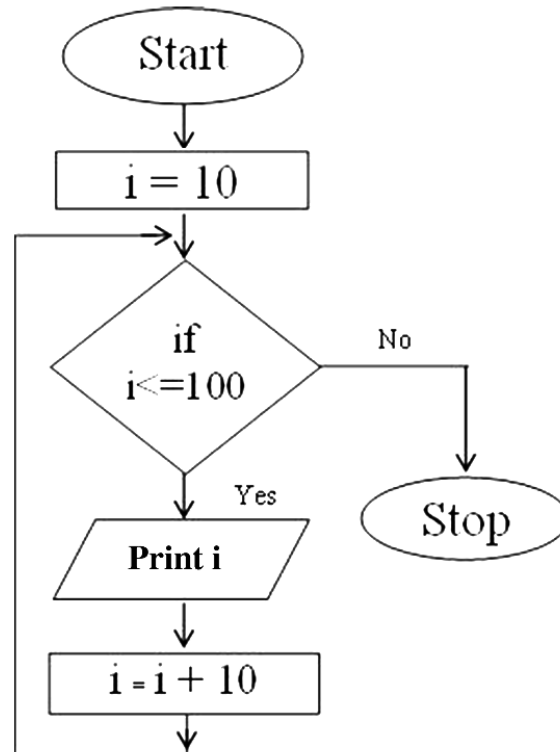 Start
i = 10
if
i<=100
No
Yes
Print i
Stop
i = i + 10